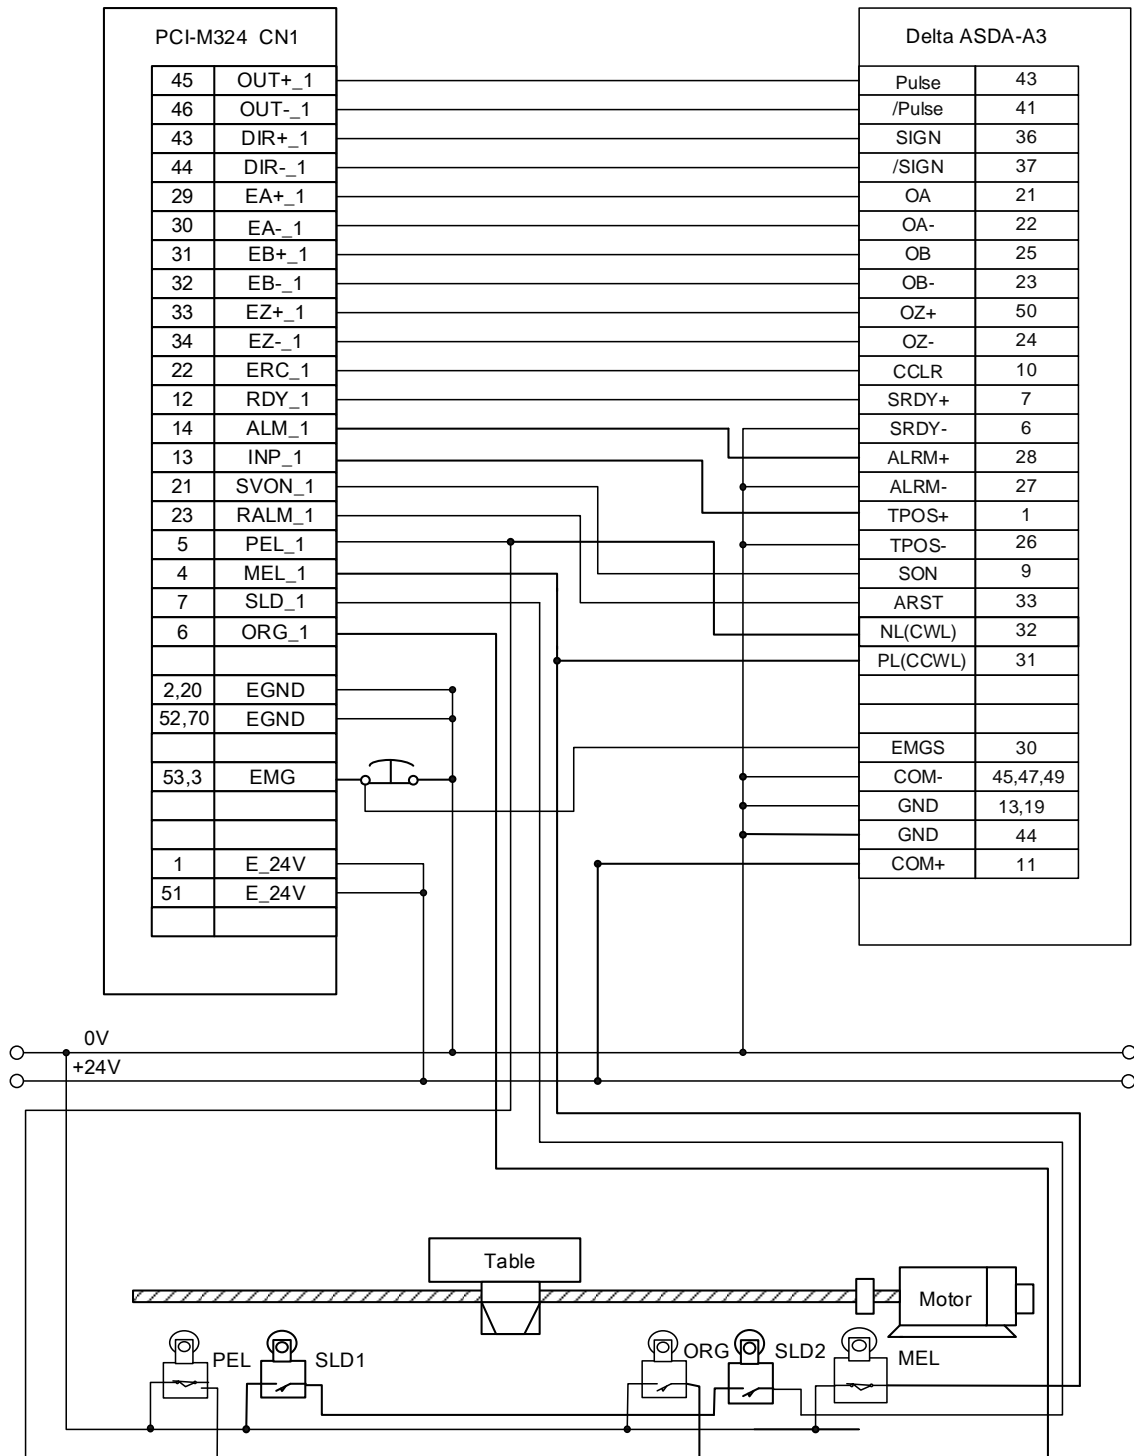 PCI-M324 CN1
45 OUT+_1
46 OUT-_1
43 DIR+_1
44 DIR-_1
29 EA+_1
30 EA-_1
31 EB+_1
32 EB-_1
33 EZ+_1
34 EZ-_1
22 ERC_1
12 RDY_1
14 ALM_1
13 INP_1
21 SVON_1
23 RALM_1
5 PEL_1
4 MEL_1
7 SLD_1
6 ORG_1
2,20 EGND
52,70 EGND
53,3 EMG
1 E_24V
51 E_24V
Delta ASDA-A3
Pulse 43
/Pulse 41
SIGN 36
/SIGN 37
OA 21
OA- 22
OB 25
OB- 23
OZ+ 50
OZ- 24
CCLR 10
SRDY+ 7
SRDY- 6
ALRM+ 28
ALRM- 27
TPOS+ 1
TPOS- 26
SON 9
ARST 33
NL(CWL) 32
PL(CCWL) 31
EMGS 30
COM- 45,47,49
GND 13,19
GND 44
COM+ 11
0V
+24V
Table
Motor
PEL SLD1 ORG SLD2 MEL